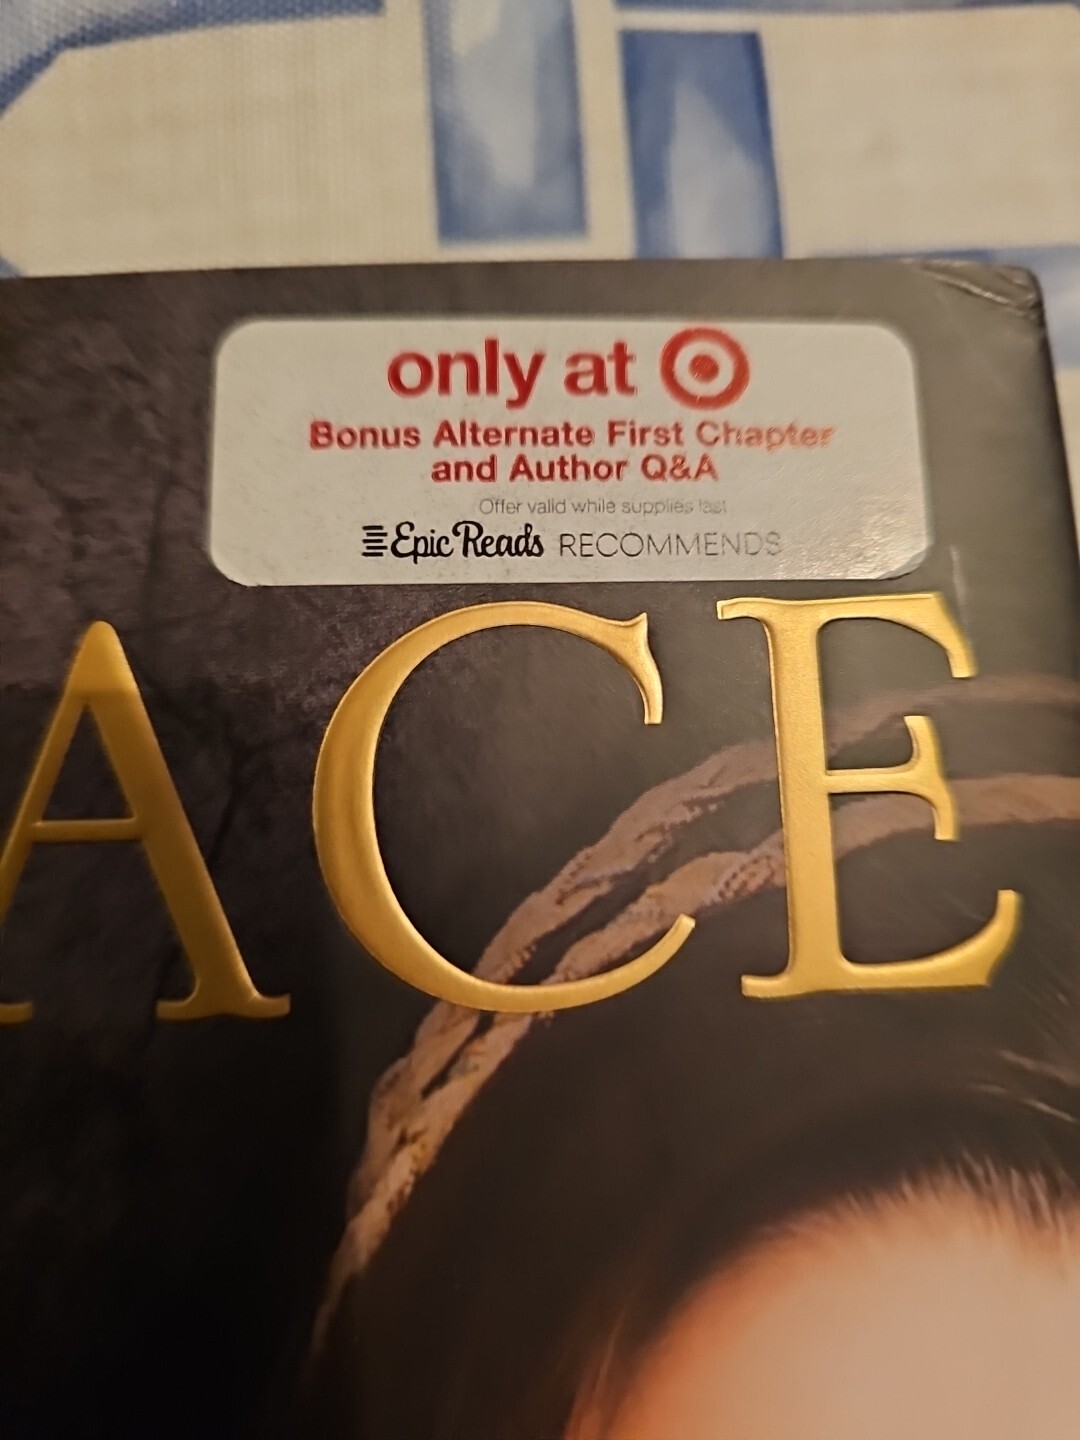 only at
Bonus Alternate First Chapter
and Author Q&A
Offer valid while supplies last
Epic Reads RECOMMENDS
ACE